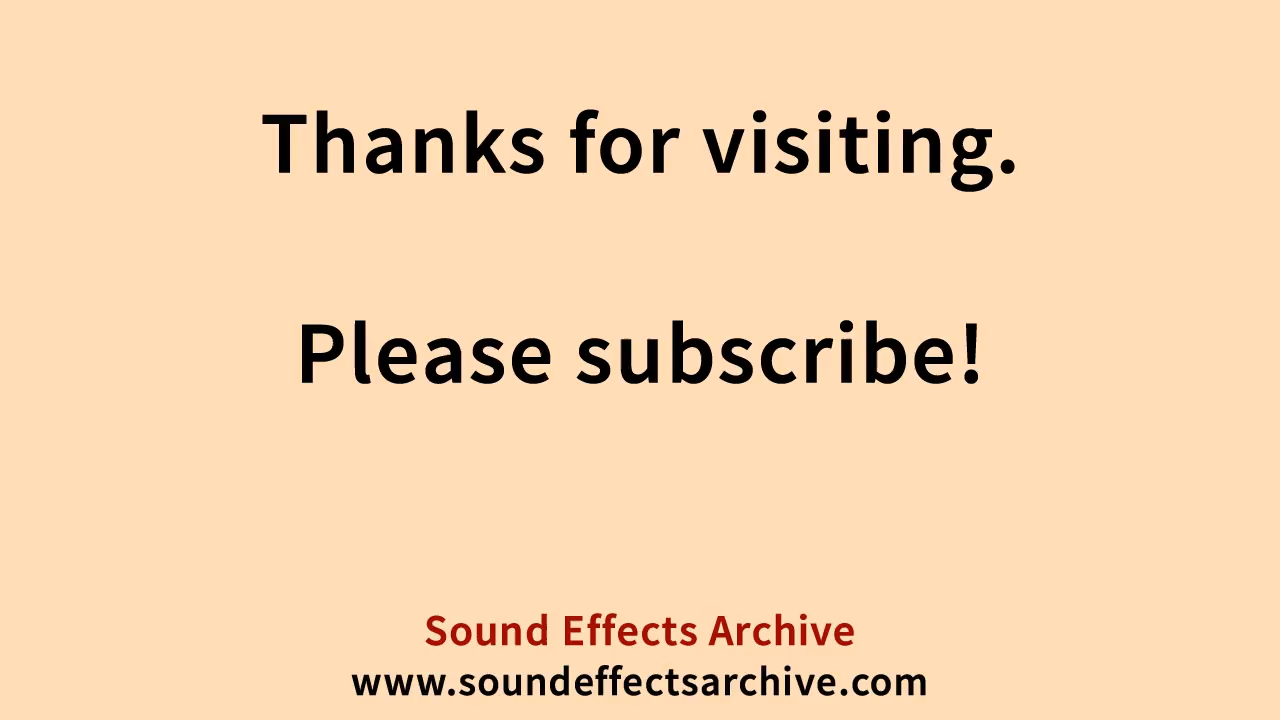 Thanks for visiting.
Please subscribe!
Sound Effects Archive
www.soundeffectsarchive.com